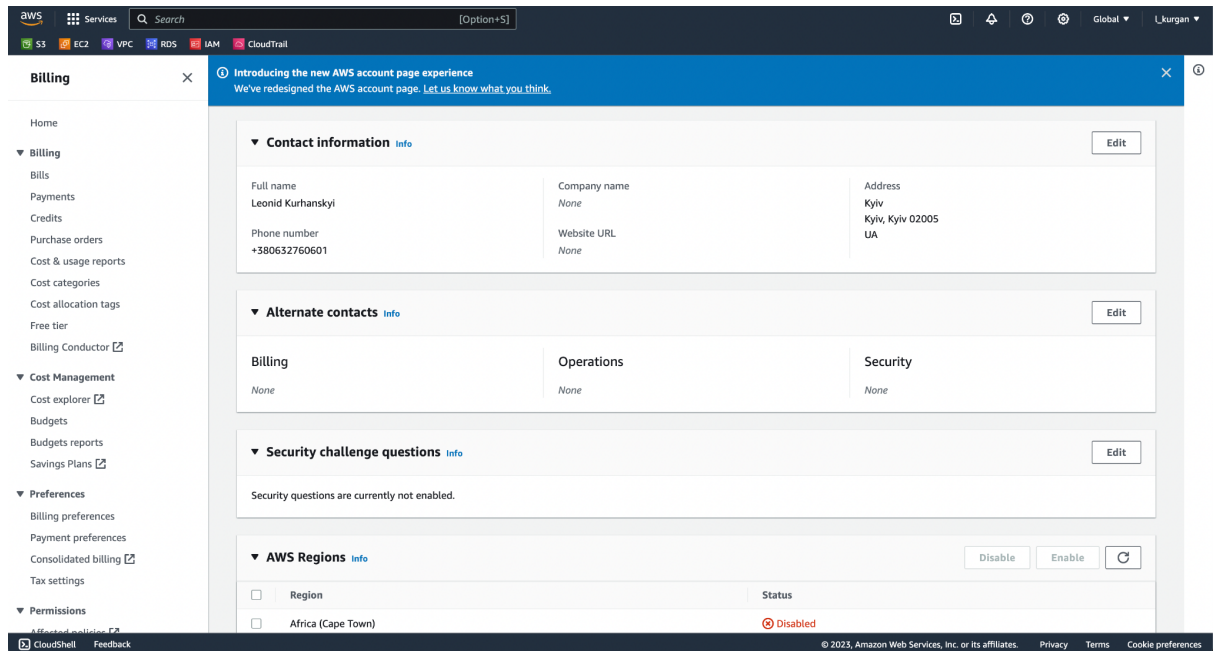 aws
Services
Search
[Option+S]
Global
l_kurgan
S3
EC2
VPC
RDS
IAM
CloudTrail
Billing
Home
Billing
Bills
Payments
Credits
Purchase orders
Cost & usage reports
Cost categories
Cost allocation tags
Free tier
Billing Conductor
Cost Management
Cost explorer
Budgets
Budgets reports
Savings Plans
Preferences
Billing preferences
Payment preferences
Consolidated billing
Tax settings
Permissions
Affected policies
Introducing the new AWS account page experience
We've redesigned the AWS account page. Let us know what you think.
Contact information Info
Edit
Full name
Leonid Kurhanskyi
Phone number
+380632760601
Company name
None
Website URL
None
Address
Kyiv
Kyiv, Kyiv 02005
UA
Alternate contacts Info
Edit
Billing
None
Operations
None
Security
None
Security challenge questions Info
Edit
Security questions are currently not enabled.
AWS Regions Info
Disable
Enable
Region
Status
Africa (Cape Town)
Disabled
CloudShell
Feedback
© 2023, Amazon Web Services, Inc. or its affiliates.
Privacy
Terms
Cookie preferences